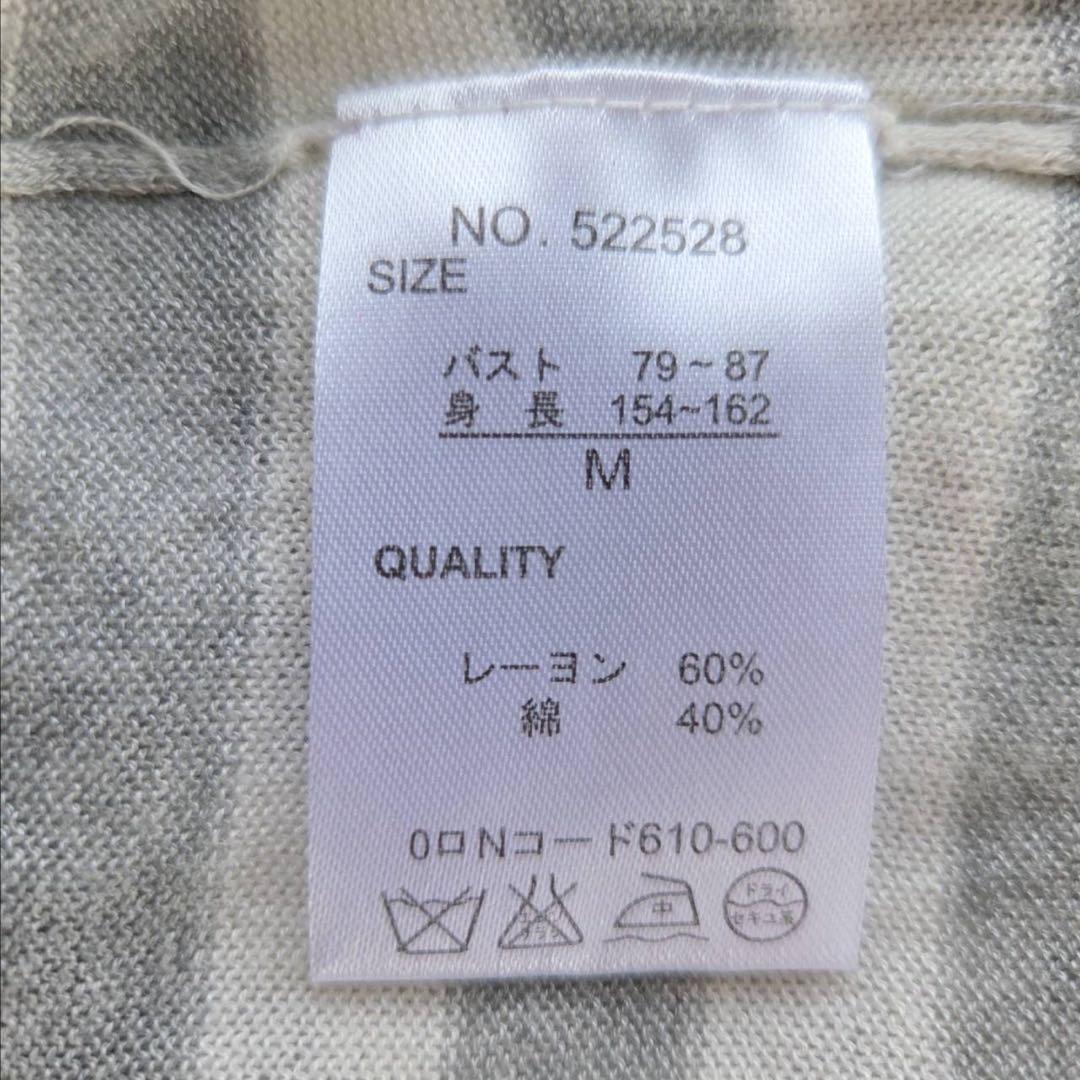 NO. 522528
SIZE
バスト 79~87
身長 154~162
M
QUALITY
レーヨン 60%
綿 40%
0ロNコード610-600
中
ドライ
セキユ系